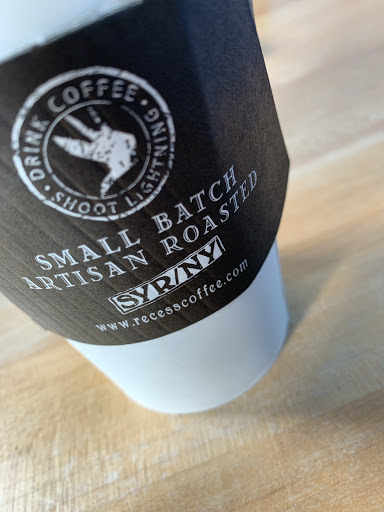 DRINK COFFEE · SHOOT LIGHTNING ·
SMALL BATCH
ARTISAN ROASTED
SYR/NY
www.recesscoffee.com